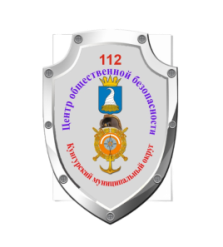 112
Центр общественной безопасности
Кунгурский муниципальный округ